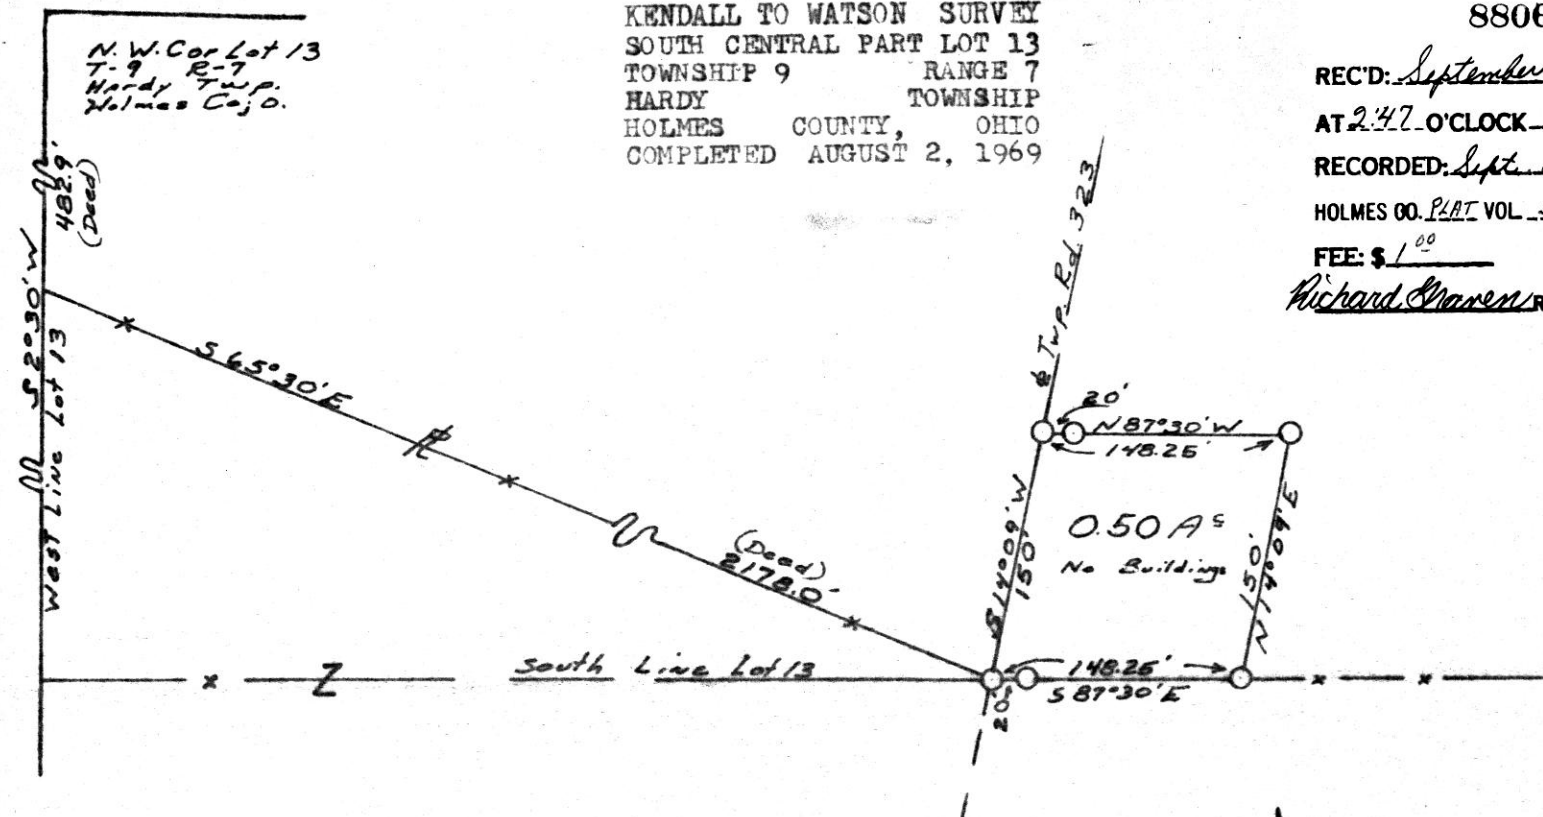 N. W. Cor Lot 13
T-9 R-7
Hardy Twp.
Holmes Co; O.
KENDALL TO WATSON SURVEY
SOUTH CENTRAL PART LOT 13
TOWNSHIP 9 RANGE 7
HARDY TOWNSHIP
HOLMES COUNTY, OHIO
COMPLETED AUGUST 2, 1969
8806
REC'D: September
AT 2:47 O'CLOCK
RECORDED: Sept.
HOLMES CO. PLAT VOL
FEE: $ 1 00
Richard Graven R
482.9'
(Deed)
S 2°30' W
West Line Lot 13
S 65°30' E
(Deed)
2178.0'
South Line Lot 13
℄ Twp. Rd. 323
20'
N 87°30' W
148.25'
S 14°09' W
150'
0.50 Ac
No Buildings
150'
N 14°09' E
148.25'
S 87°30' E
20'